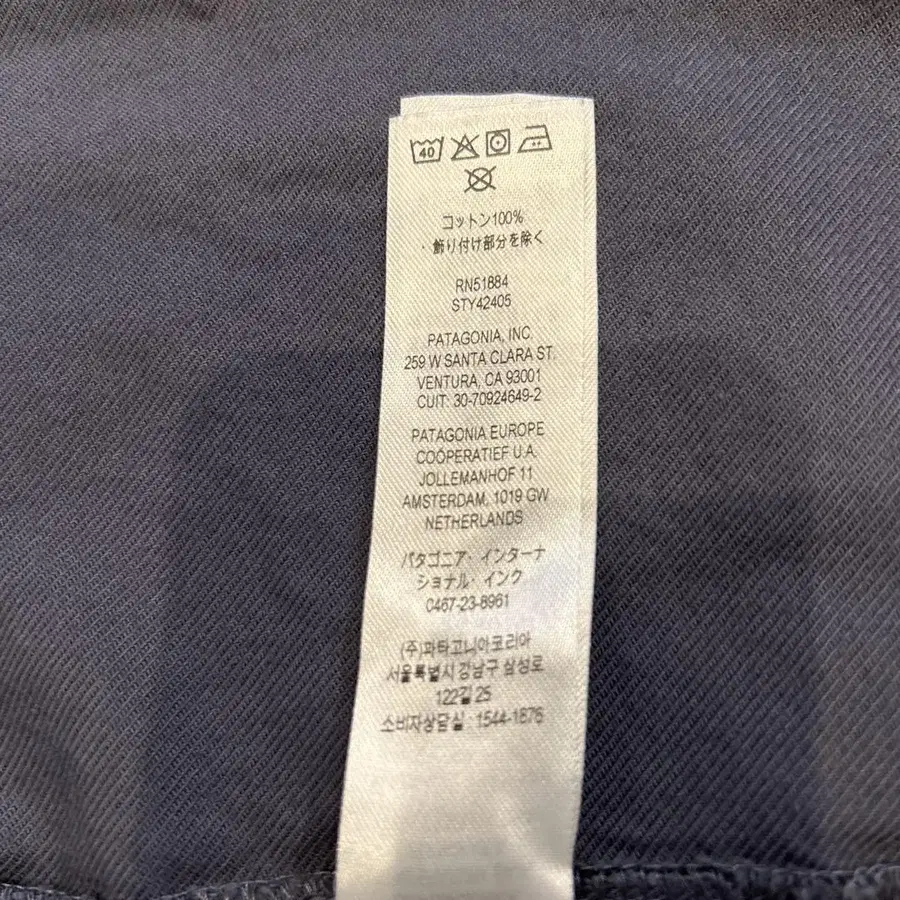 40
コットン100%
・飾り付け部分を除く
RN51884
STY42405
PATAGONIA, INC.
259 W SANTA CLARA ST.
VENTURA, CA 93001
CUIT: 30-70924649-2
PATAGONIA EUROPE
COÖPERATIEF U.A.
JOLLEMANHOF 11
AMSTERDAM, 1019 GW
NETHERLANDS
パタゴニア・インターナ
ショナル・インク
0467-23-8961
(주)파타고니아코리아
서울특별시 강남구 삼성로
122길 25
소비자상담실 : 1544-1876